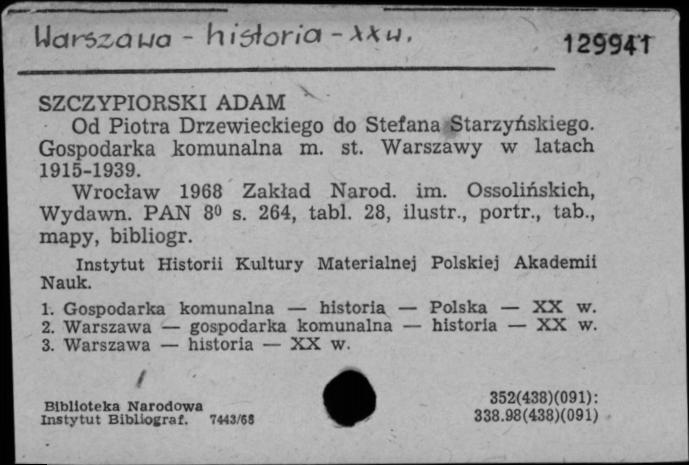 Warszawa - historia - XX w.
129941
SZCZYPIORSKI ADAM
Od Piotra Drzewieckiego do Stefana Starzyńskiego.
Gospodarka komunalna m. st. Warszawy w latach
1915-1939.
Wrocław 1968 Zakład Narod. im. Ossolińskich,
Wydawn. PAN 8⁰ s. 264, tabl. 28, ilustr., portr., tab.,
mapy, bibliogr.
Instytut Historii Kultury Materialnej Polskiej Akademii
Nauk.
1. Gospodarka komunalna — historia — Polska — XX w.
2. Warszawa — gospodarka komunalna — historia — XX w.
3. Warszawa — historia — XX w.
Biblioteka Narodowa
Instytut Bibliograf. 7443/68
352(438)(091):
338.98(438)(091)